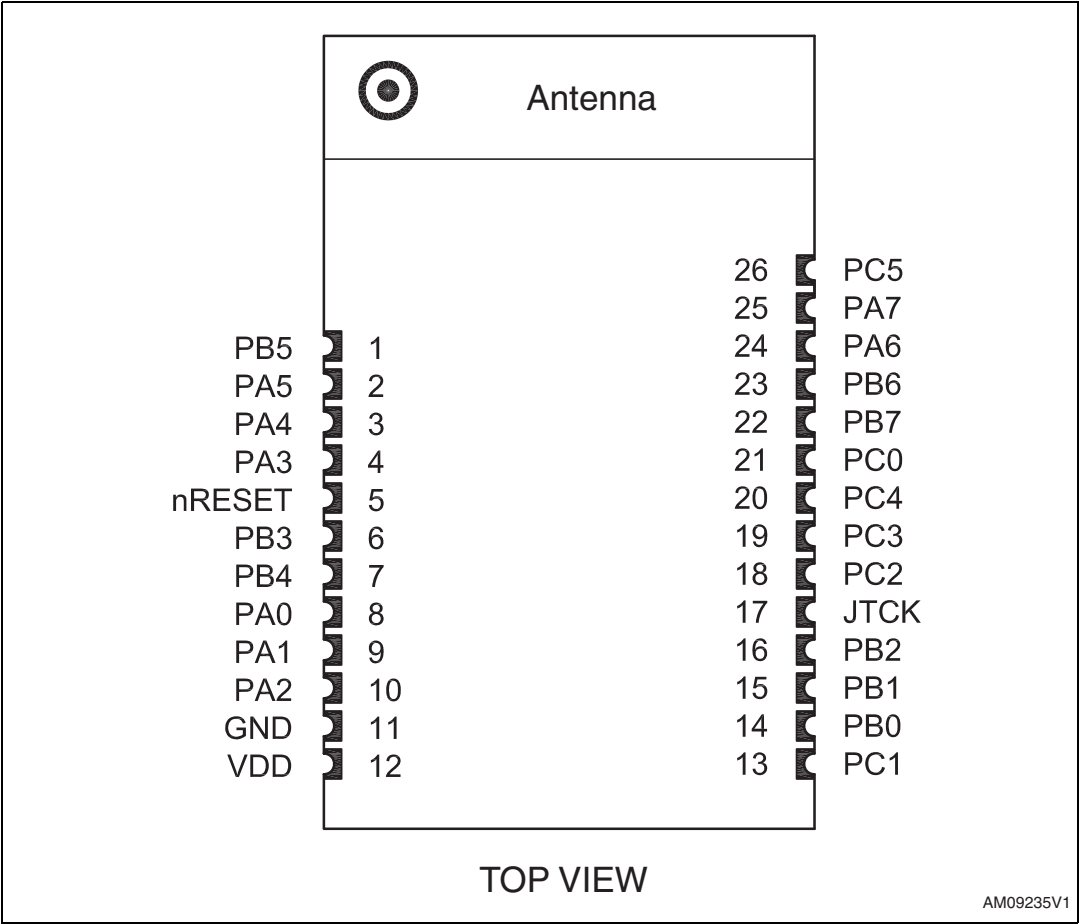 Antenna
26 PC5
25 PA7
PB5 1 24 PA6
PA5 2 23 PB6
PA4 3 22 PB7
PA3 4 21 PC0
nRESET 5 20 PC4
PB3 6 19 PC3
PB4 7 18 PC2
PA0 8 17 JTCK
PA1 9 16 PB2
PA2 10 15 PB1
GND 11 14 PB0
VDD 12 13 PC1
TOP VIEW
AM09235V1